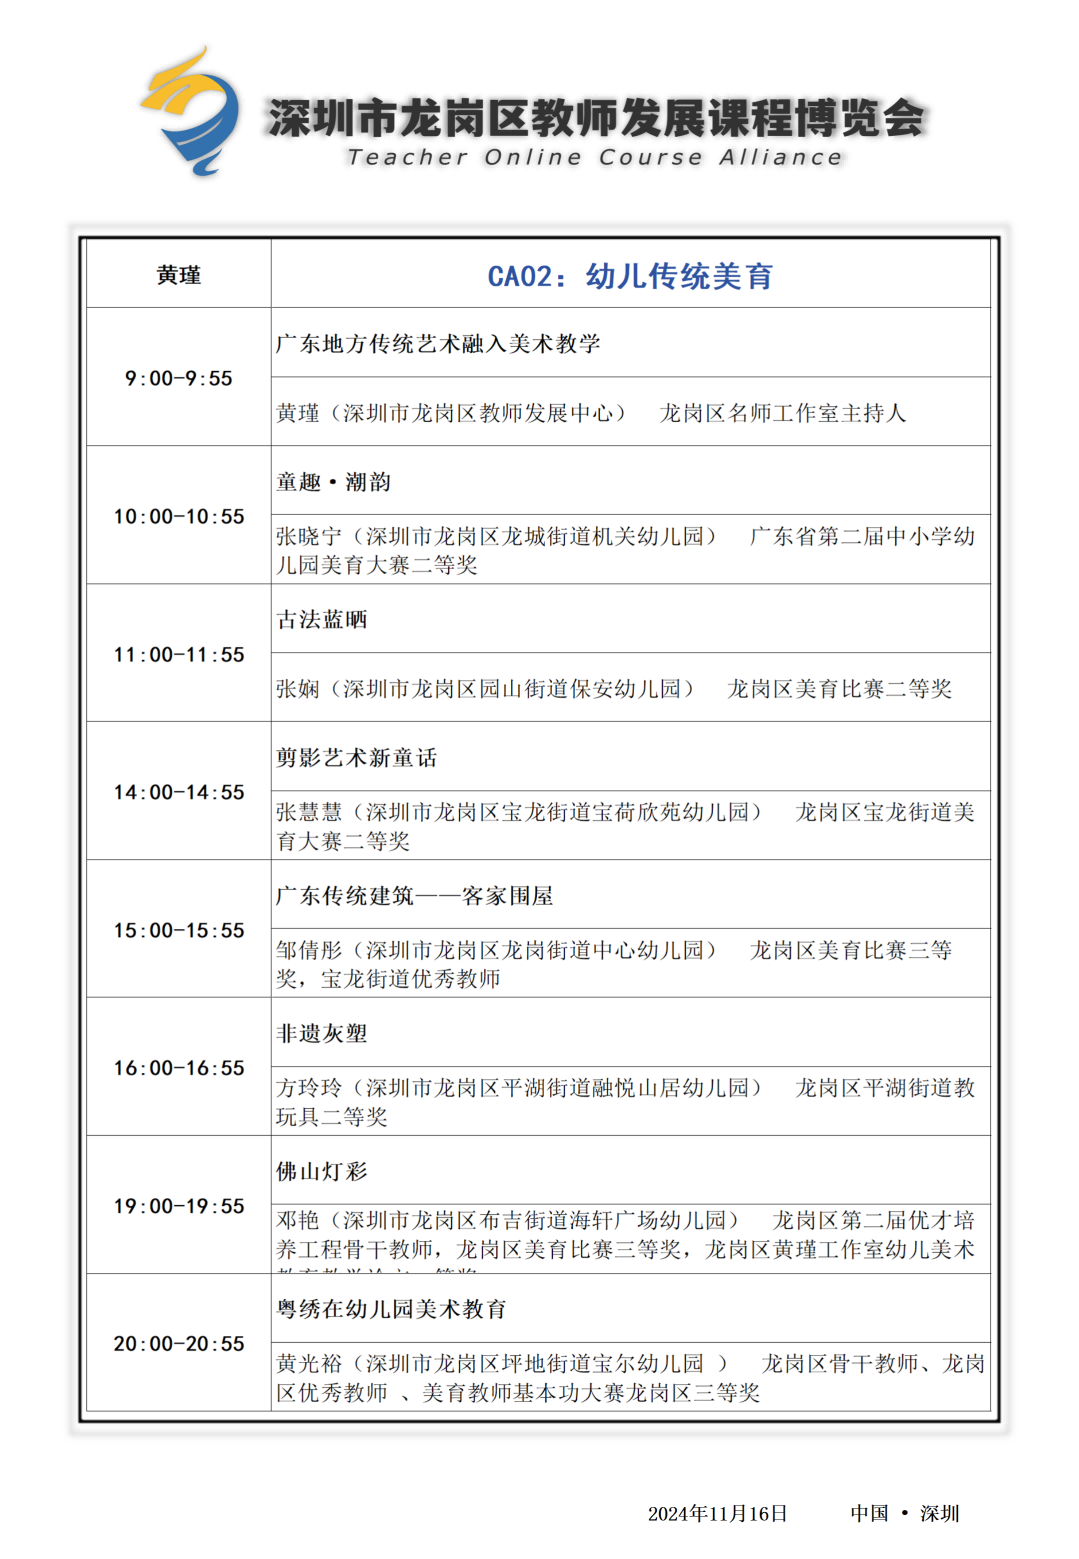 深圳市龙岗区教师发展课程博览会
Teacher Online Course Alliance
黄瑾
CA02：幼儿传统美育
9:00-9:55
广东地方传统艺术融入美术教学
黄瑾（深圳市龙岗区教师发展中心） 龙岗区名师工作室主持人
10:00-10:55
童趣·潮韵
张晓宁（深圳市龙岗区龙城街道机关幼儿园） 广东省第二届中小学幼
儿园美育大赛二等奖
11:00-11:55
古法蓝晒
张娴（深圳市龙岗区园山街道保安幼儿园） 龙岗区美育比赛二等奖
14:00-14:55
剪影艺术新童话
张慧慧（深圳市龙岗区宝龙街道宝荷欣苑幼儿园） 龙岗区宝龙街道美
育大赛二等奖
15:00-15:55
广东传统建筑——客家围屋
邹倩彤（深圳市龙岗区龙岗街道中心幼儿园） 龙岗区美育比赛三等
奖，宝龙街道优秀教师
16:00-16:55
非遗灰塑
方玲玲（深圳市龙岗区平湖街道融悦山居幼儿园） 龙岗区平湖街道教
玩具二等奖
19:00-19:55
佛山灯彩
邓艳（深圳市龙岗区布吉街道海轩广场幼儿园） 龙岗区第二届优才培
养工程骨干教师，龙岗区美育比赛三等奖，龙岗区黄瑾工作室幼儿美术
20:00-20:55
粤绣在幼儿园美术教育
黄光裕（深圳市龙岗区坪地街道宝尔幼儿园 ） 龙岗区骨干教师、龙岗
区优秀教师 、美育教师基本功大赛龙岗区三等奖
2024年11月16日 中国 · 深圳